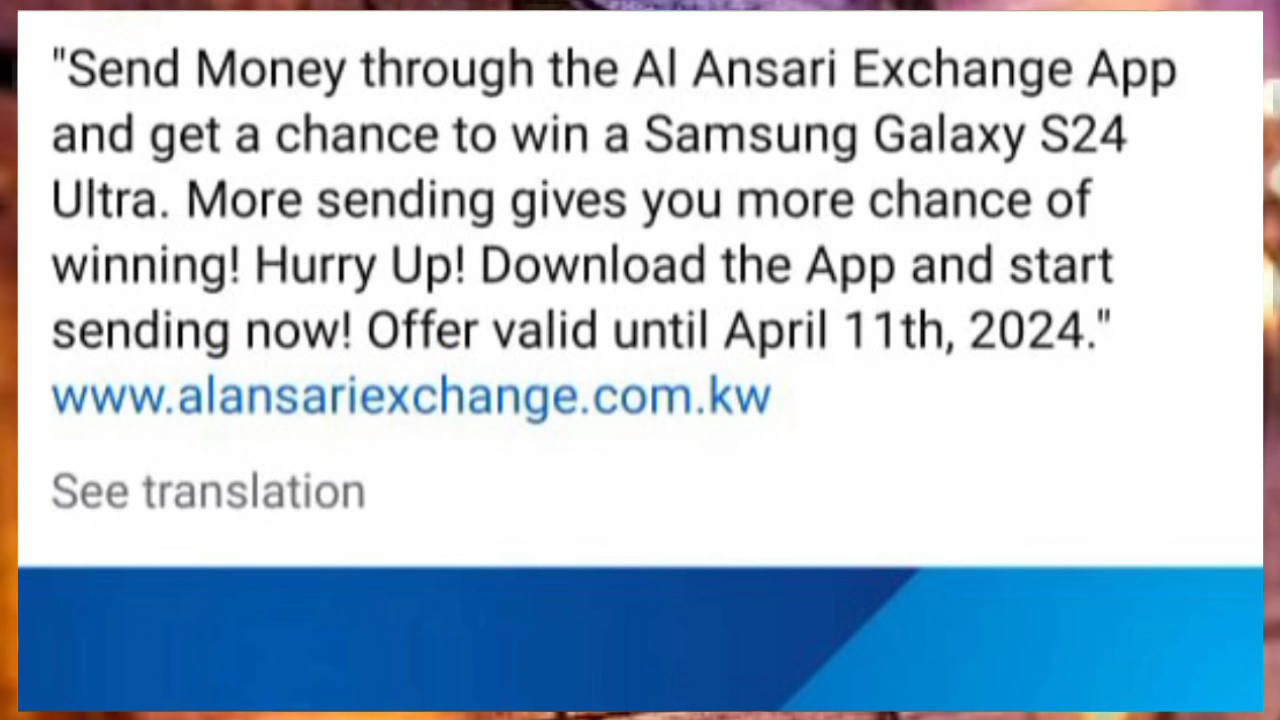 "Send Money through the Al Ansari Exchange App
and get a chance to win a Samsung Galaxy S24
Ultra. More sending gives you more chance of
winning! Hurry Up! Download the App and start
sending now! Offer valid until April 11th, 2024."
www.alansariexchange.com.kw
See translation